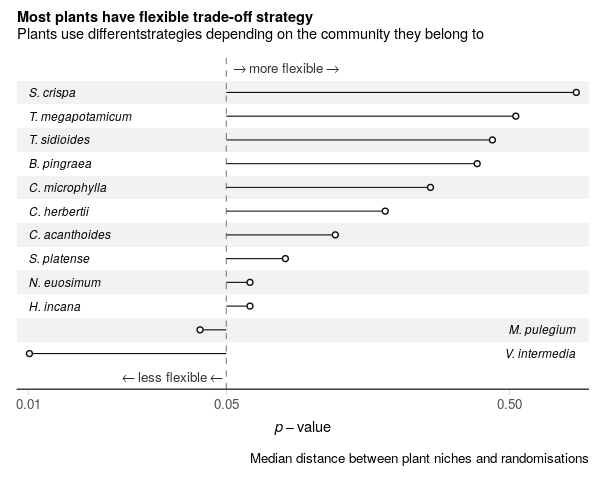 Most plants have flexible trade-off strategy
Plants use differentstrategies depending on the community they belong to
→ more flexible →
S. crispa
T. megapotamicum
T. sidioides
B. pingraea
C. microphylla
C. herbertii
C. acanthoides
S. platense
N. euosimum
H. incana
M. pulegium
V. intermedia
← less flexible ←
0.01 0.05 0.50
p – value
Median distance between plant niches and randomisations